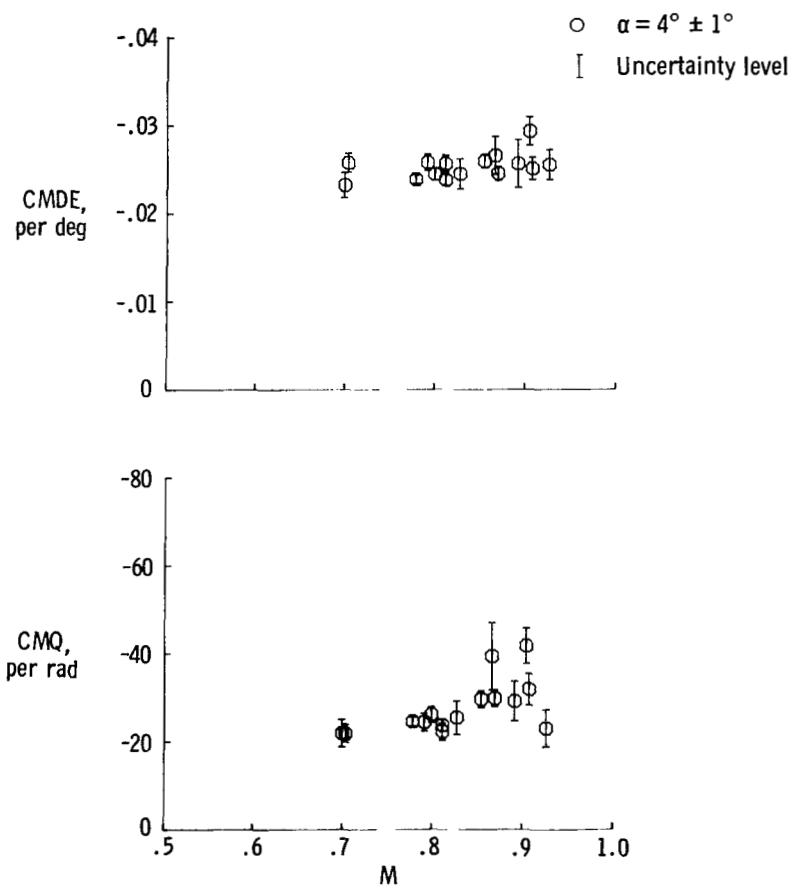 α = 4° ± 1°
Uncertainty level
-.04
-.03
CMDE,
per deg
-.02
-.01
0
-80
-60
CMQ,
per rad
-40
-20
0
.5 .6 .7 .8 .9 1.0
M